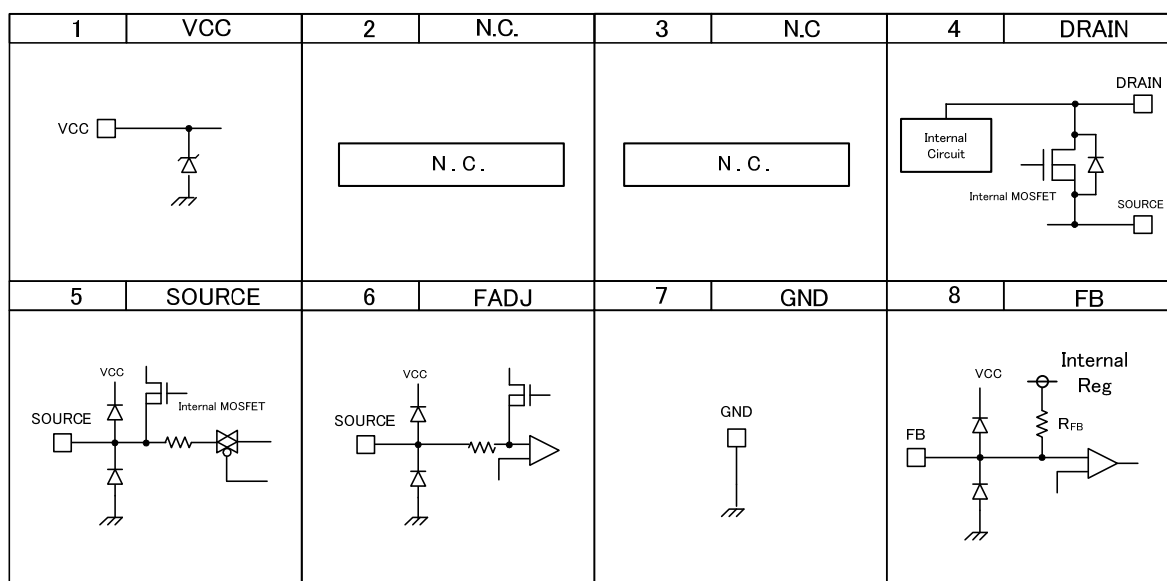 1 VCC 2 N.C. 3 N.C 4 DRAIN
VCC
N.C.
N.C.
DRAIN
Internal
Circuit
Internal MOSFET
SOURCE
5 SOURCE 6 FADJ 7 GND 8 FB
VCC
SOURCE
Internal MOSFET
VCC
SOURCE
GND
Internal
Reg
VCC
FB
RFB